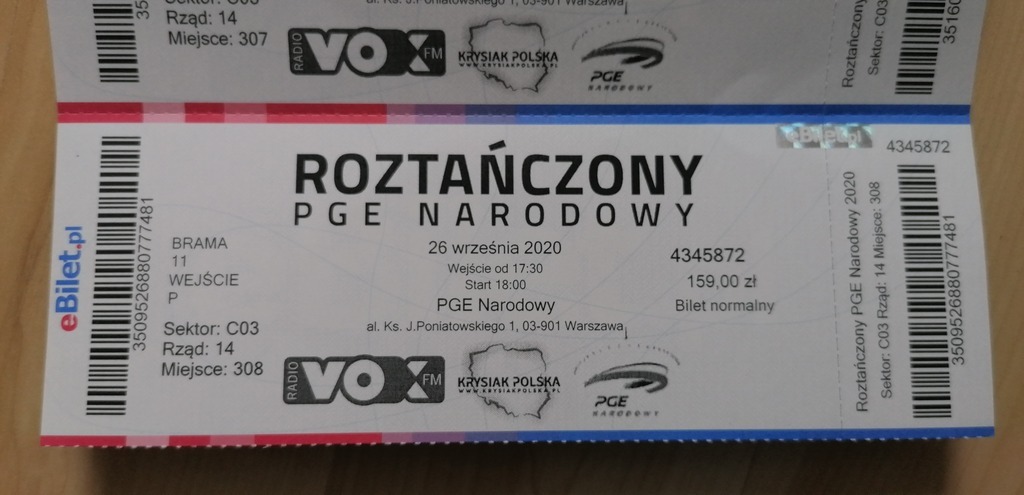 Rząd: 14
Miejsce: 307
al. Ks. J.Poniatowskiego 1, 03-901 Warszawa
RADIO VOX FM
KRYSIAK POLSKA
WWW.KRYSIAKPOLSKA.PL
PGE
NARODOWY
Roztańczony
Sektor: C03
eBilet.pl
3509526880777481
ROZTAŃCZONY
PGE NARODOWY
26 września 2020
Wejście od 17:30
Start 18:00
PGE Narodowy
al. Ks. J.Poniatowskiego 1, 03-901 Warszawa
BRAMA
11
WEJŚCIE
P
Sektor: C03
Rząd: 14
Miejsce: 308
4345872
159,00 zł
Bilet normalny
RADIO VOX FM
KRYSIAK POLSKA
WWW.KRYSIAKPOLSKA.PL
PGE
NARODOWY
eBilet.pl
4345872
Roztańczony PGE Narodowy 2020
Sektor: C03 Rząd: 14 Miejsce: 308
3509526880777481